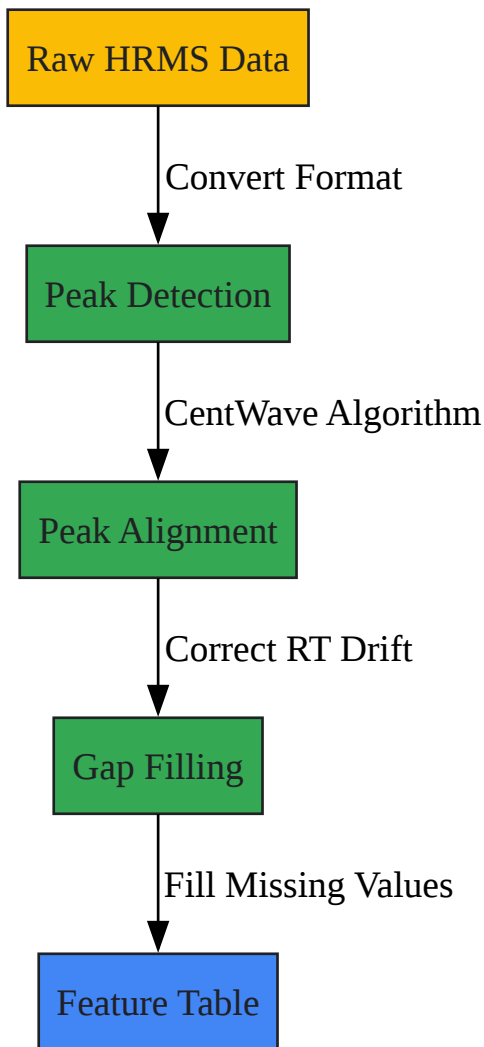 Raw HRMS Data
Convert Format
Peak Detection
CentWave Algorithm
Peak Alignment
Correct RT Drift
Gap Filling
Fill Missing Values
Feature Table